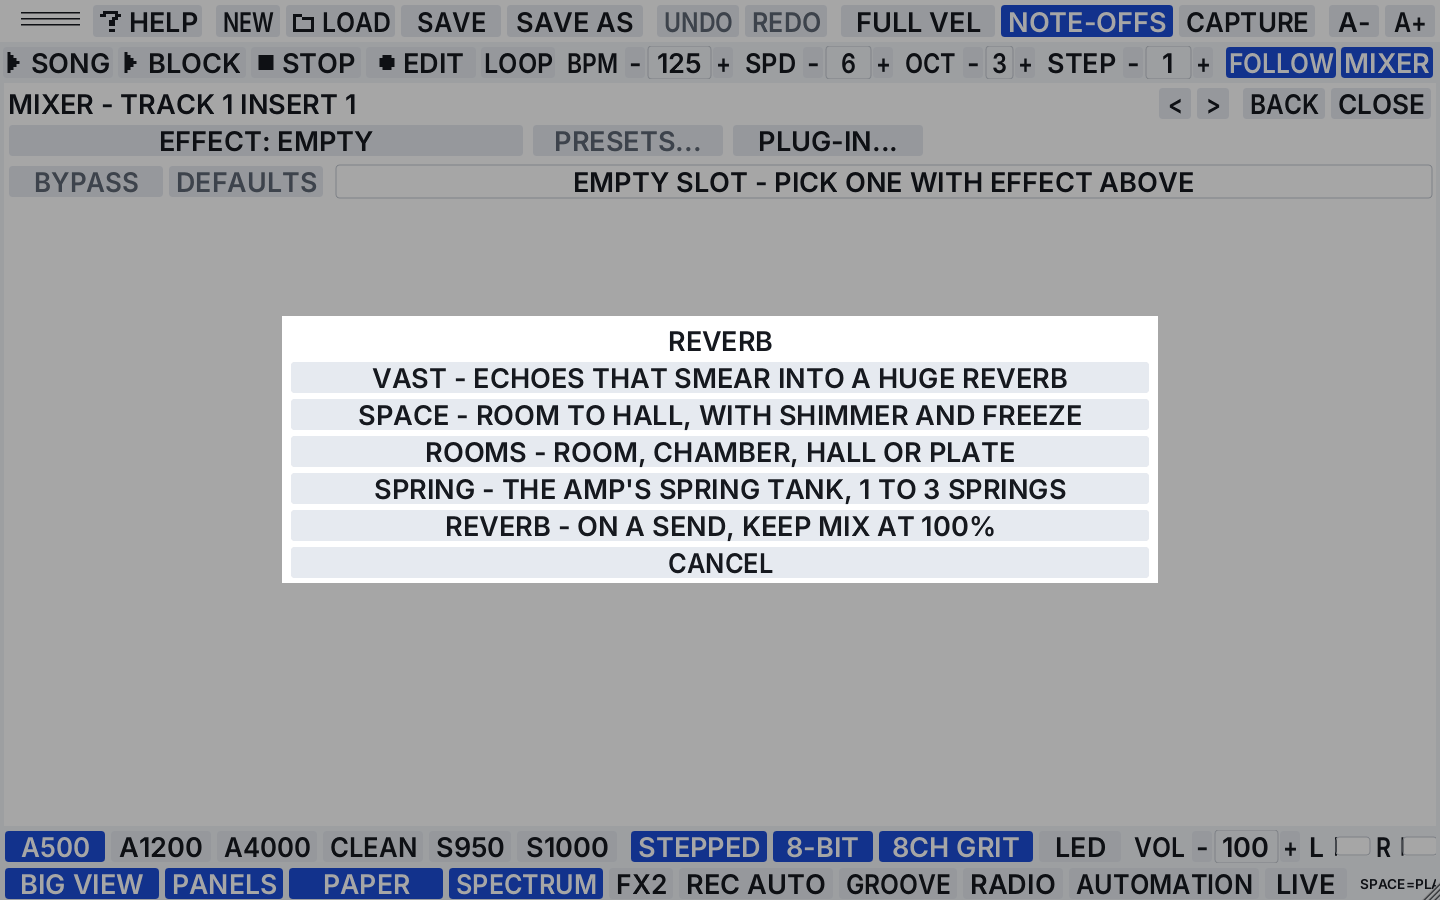 ? HELP NEW LOAD SAVE SAVE AS UNDO REDO FULL VEL NOTE-OFFS CAPTURE A- A+
SONG BLOCK STOP EDIT LOOP BPM - 125 + SPD - 6 + OCT - 3 + STEP - 1 + FOLLOW MIXER
MIXER - TRACK 1 INSERT 1 < > BACK CLOSE
EFFECT: EMPTY PRESETS... PLUG-IN...
BYPASS DEFAULTS EMPTY SLOT - PICK ONE WITH EFFECT ABOVE
REVERB
VAST - ECHOES THAT SMEAR INTO A HUGE REVERB
SPACE - ROOM TO HALL, WITH SHIMMER AND FREEZE
ROOMS - ROOM, CHAMBER, HALL OR PLATE
SPRING - THE AMP'S SPRING TANK, 1 TO 3 SPRINGS
REVERB - ON A SEND, KEEP MIX AT 100%
CANCEL
A500 A1200 A4000 CLEAN S950 S1000 STEPPED 8-BIT 8CH GRIT LED VOL - 100 + L R
BIG VIEW PANELS PAPER SPECTRUM FX2 REC AUTO GROOVE RADIO AUTOMATION LIVE SPACE=PL